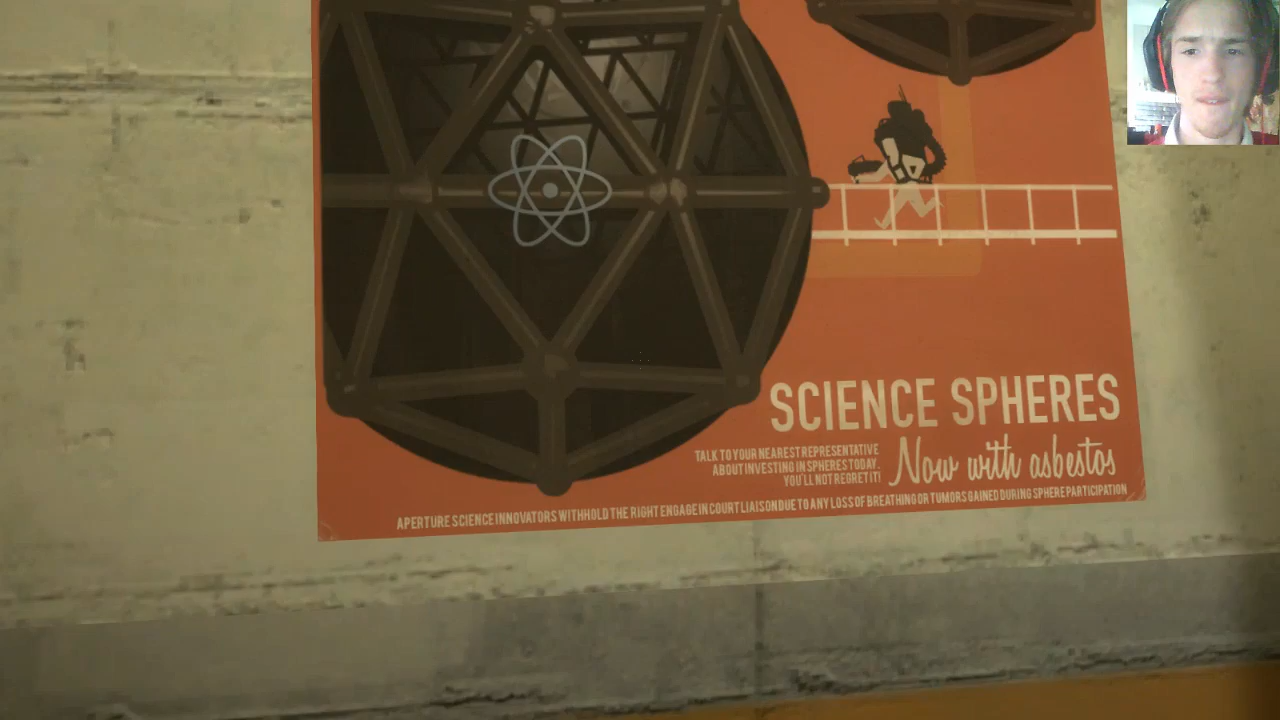 SCIENCE SPHERES
TALK TO YOUR NEAREST REPRESENTATIVE
ABOUT INVESTING IN SPHERES TODAY.
YOU'LL NOT REGRET IT!
Now with asbestos
APERTURE SCIENCE INNOVATORS WITHHOLD THE RIGHT ENGAGE IN COURT LIAISON DUE TO ANY LOSS OF BREATHING OR TUMORS GAINED DURING SPHERE PARTICIPATION